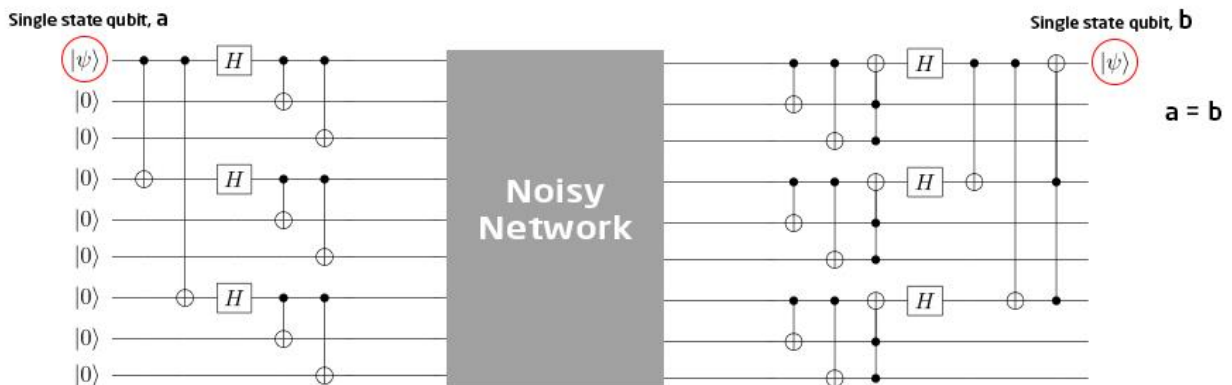 Single state qubit, a
Single state qubit, b
|ψ⟩ H H |ψ⟩
|0⟩
a = b
|0⟩
|0⟩ H H
Noisy
Network
|0⟩
|0⟩
|0⟩ H H
|0⟩
|0⟩